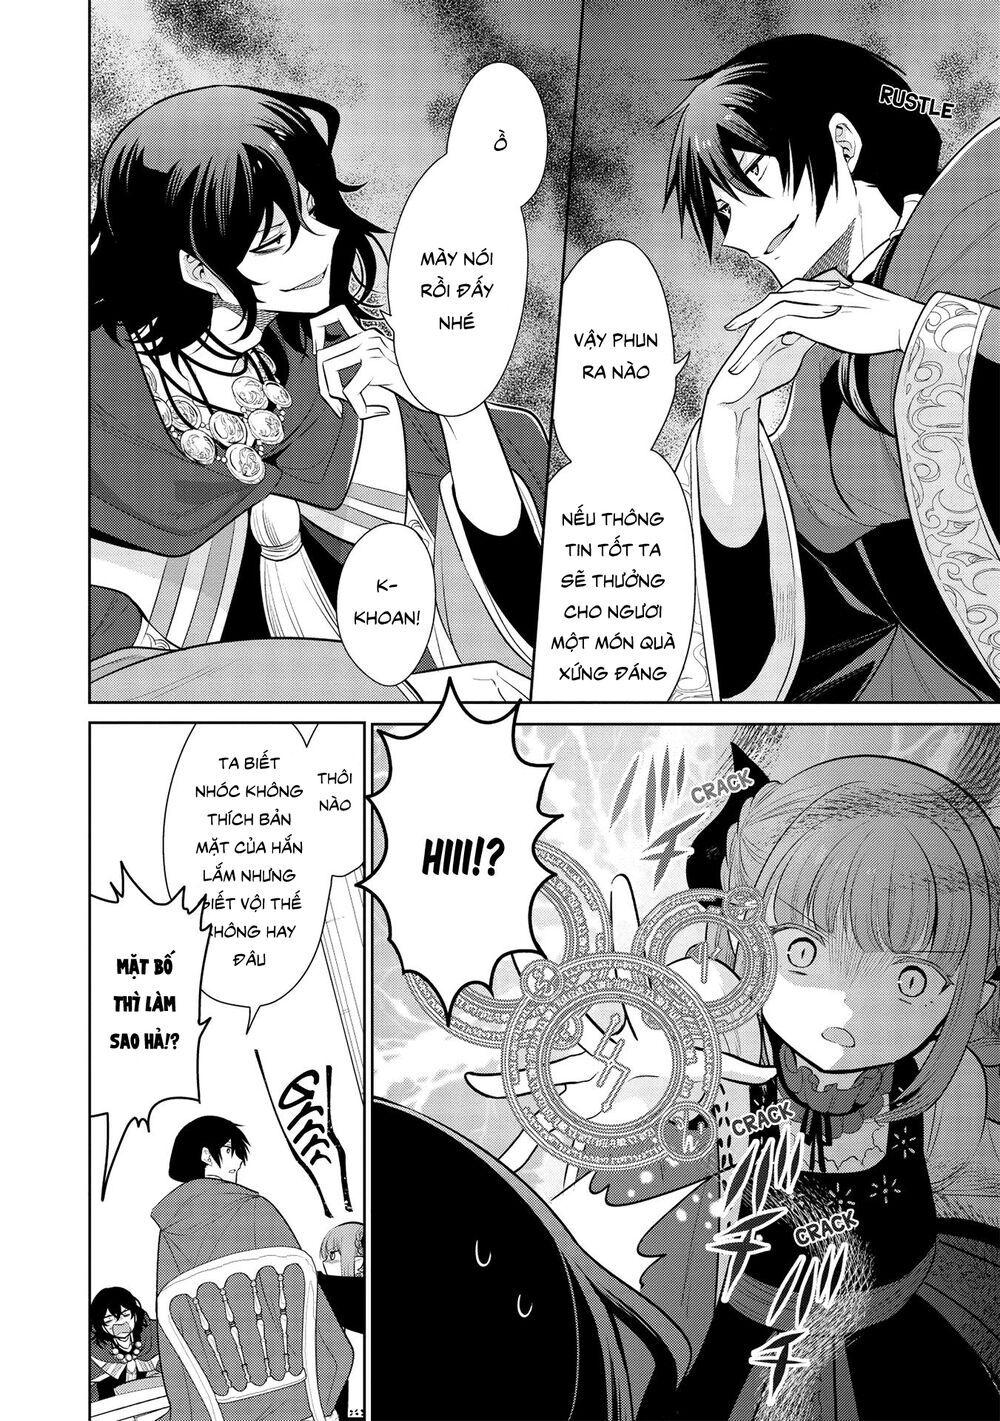 RUSTLE
VẬY PHUN
RA NÀO
NẾU THÔNG
TIN TỐT TA
SẼ THƯỞNG
CHO NGƯƠI
MỘT MÓN QUÀ
XỨNG ĐÁNG
Ồ
MÀY NÓI
RỒI ĐẤY
NHÉ
K-
KHOAN!
HIII!?
CRACK
CRACK
CRACK
THÔI
NÀO
TA BIẾT
NHÓC KHÔNG
THÍCH BẢN
MẶT CỦA HẮN
LẮM NHƯNG
GIẾT VỘI THẾ
KHÔNG HAY
ĐÂU
MẶT BỐ
THÌ LÀM
SAO HẢ!?
Grrrr